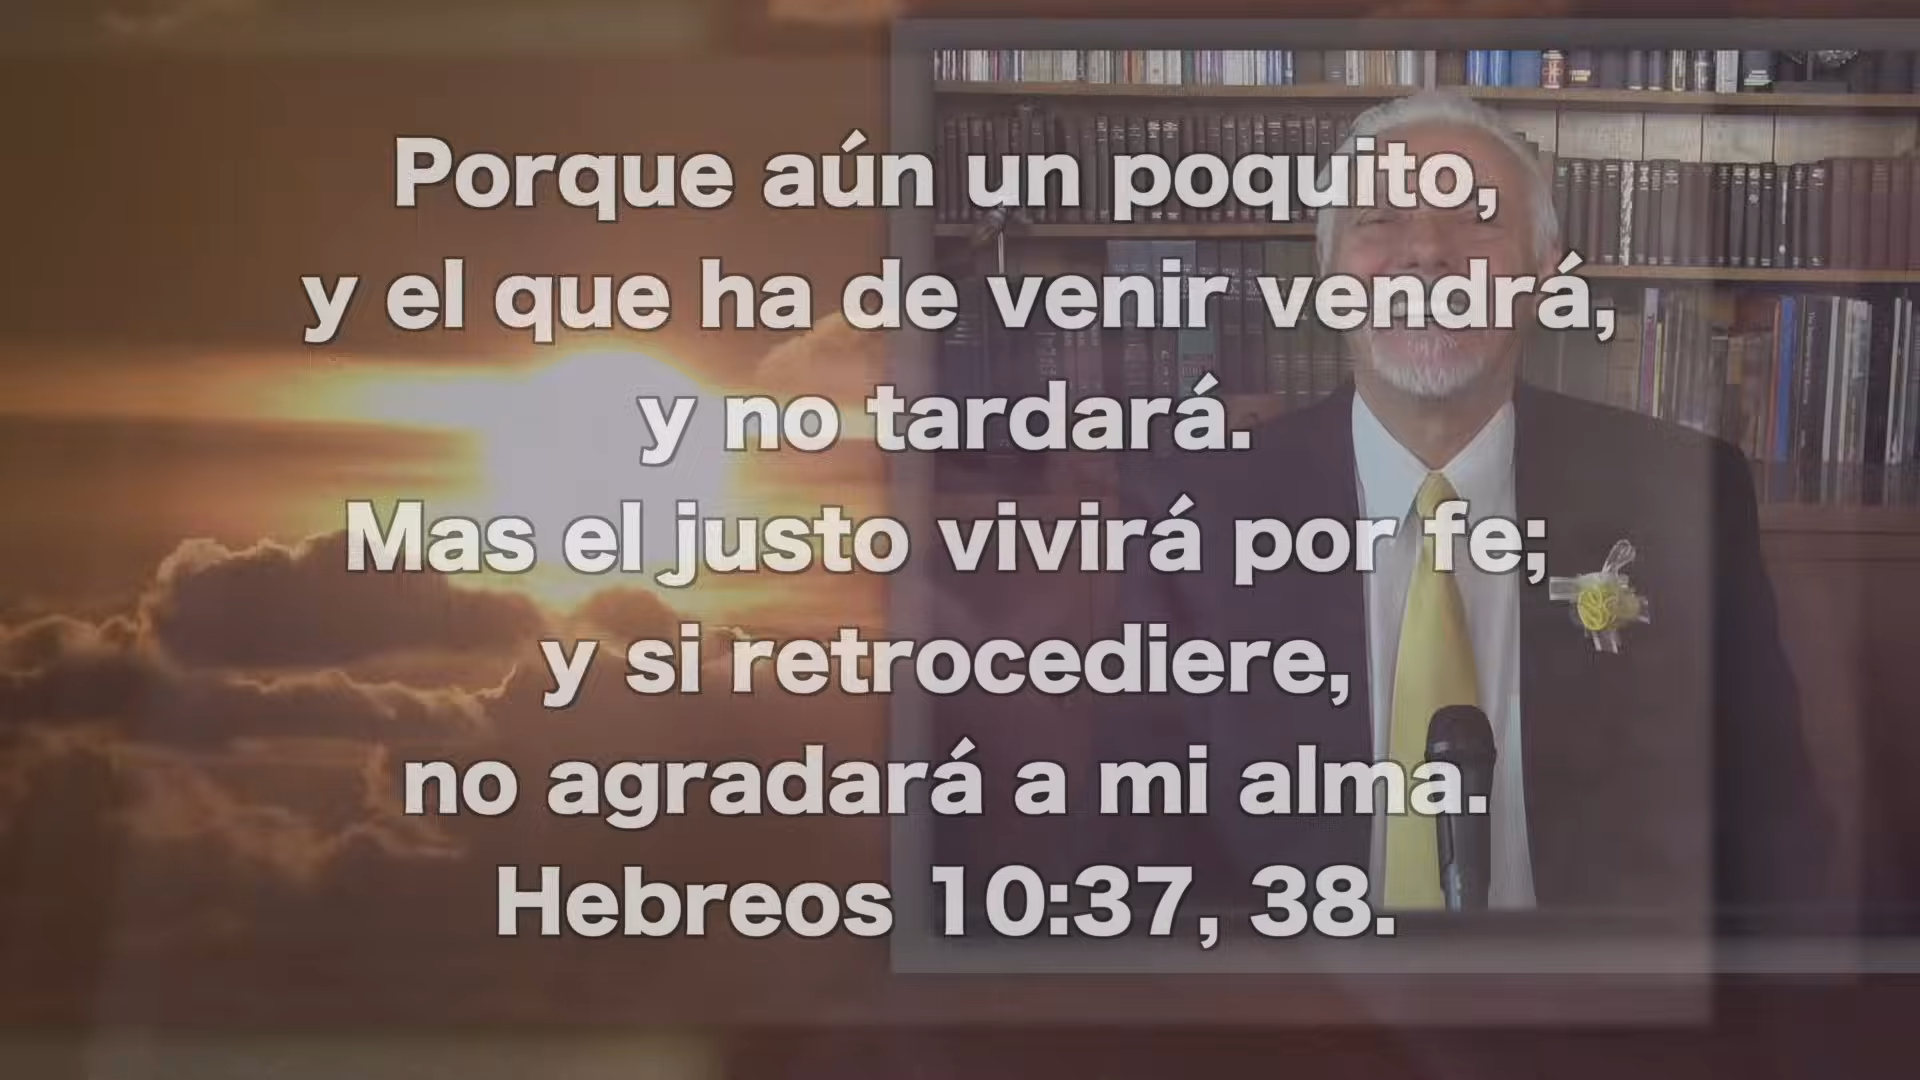 Porque aún un poquito,
y el que ha de venir vendrá,
y no tardará.
Mas el justo vivirá por fe;
y si retrocediere,
no agradará a mi alma.
Hebreos 10:37, 38.